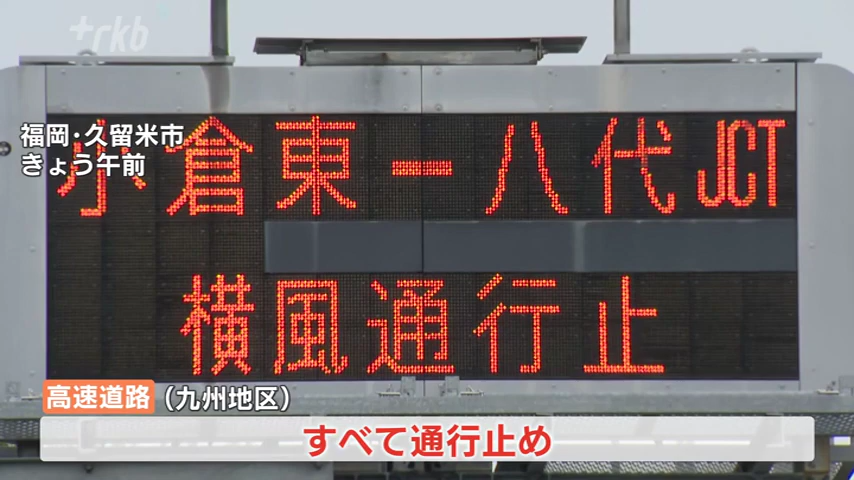 rkb
福岡・久留米市
きょう午前
小倉東ー八代JCT
横風通行止
高速道路 (九州地区)
すべて通行止め